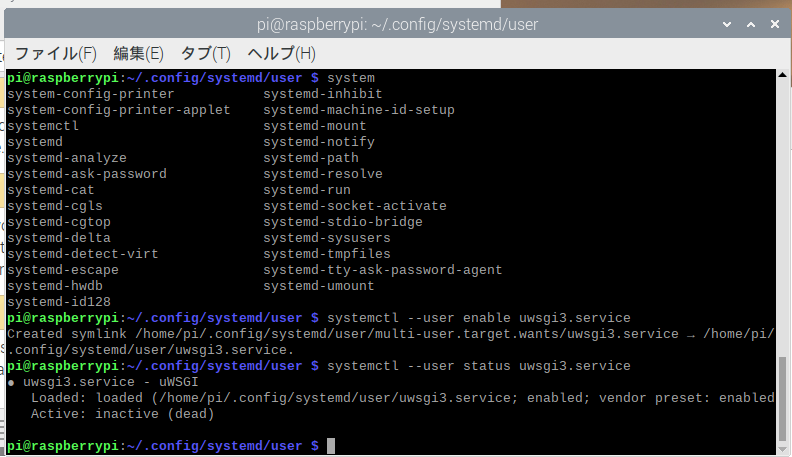 pi@raspberrypi: ~/.config/systemd/user
ファイル(F) 編集(E) タブ(T) ヘルプ(H)
pi@raspberrypi:~/.config/systemd/user $ system
system-config-printer systemd-inhibit
system-config-printer-applet systemd-machine-id-setup
systemctl systemd-mount
systemd systemd-notify
systemd-analyze systemd-path
systemd-ask-password systemd-resolve
systemd-cat systemd-run
systemd-cgls systemd-socket-activate
systemd-cgtop systemd-stdio-bridge
systemd-delta systemd-sysusers
systemd-detect-virt systemd-tmpfiles
systemd-escape systemd-tty-ask-password-agent
systemd-hwdb systemd-umount
systemd-id128
pi@raspberrypi:~/.config/systemd/user $ systemctl --user enable uwsgi3.service
Created symlink /home/pi/.config/systemd/user/multi-user.target.wants/uwsgi3.service → /home/pi/
.config/systemd/user/uwsgi3.service.
pi@raspberrypi:~/.config/systemd/user $ systemctl --user status uwsgi3.service
● uwsgi3.service - uWSGI
Loaded: loaded (/home/pi/.config/systemd/user/uwsgi3.service; enabled; vendor preset: enabled
Active: inactive (dead)
pi@raspberrypi:~/.config/systemd/user $